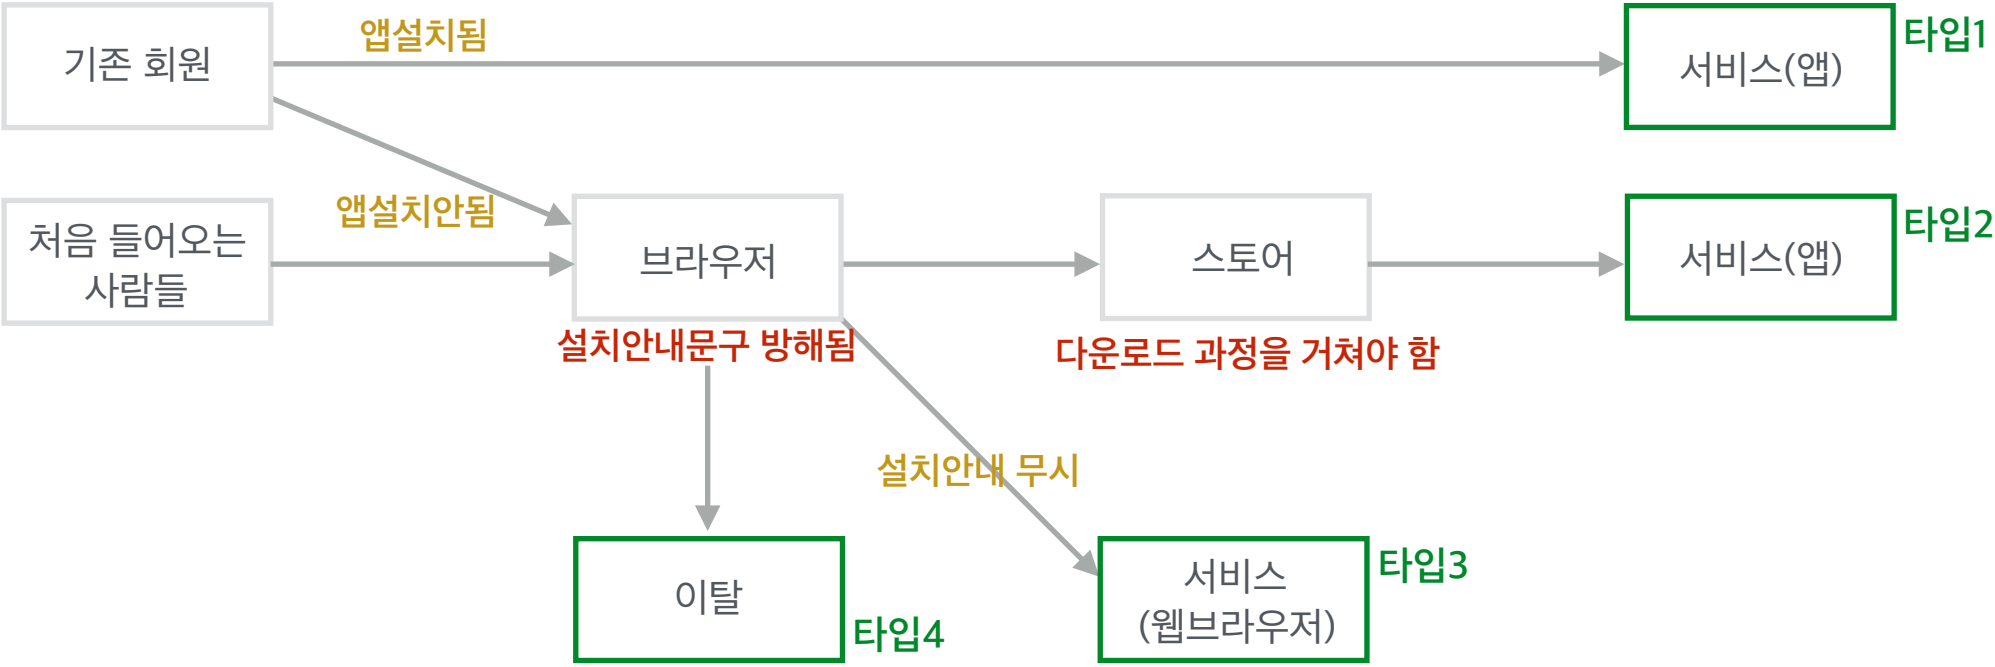 앱설치됨
기존 회원
서비스(앱)
타입1
앱설치안됨
처음 들어오는
사람들
브라우저
스토어
서비스(앱)
타입2
설치안내문구 방해됨
다운로드 과정을 거쳐야 함
설치안내 무시
이탈
타입4
서비스
(웹브라우저)
타입3